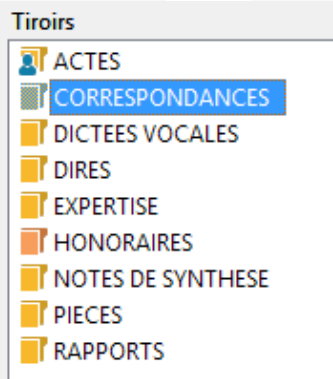 Tiroirs
ACTES
CORRESPONDANCES
DICTEES VOCALES
DIRES
EXPERTISE
HONORAIRES
NOTES DE SYNTHESE
PIECES
RAPPORTS